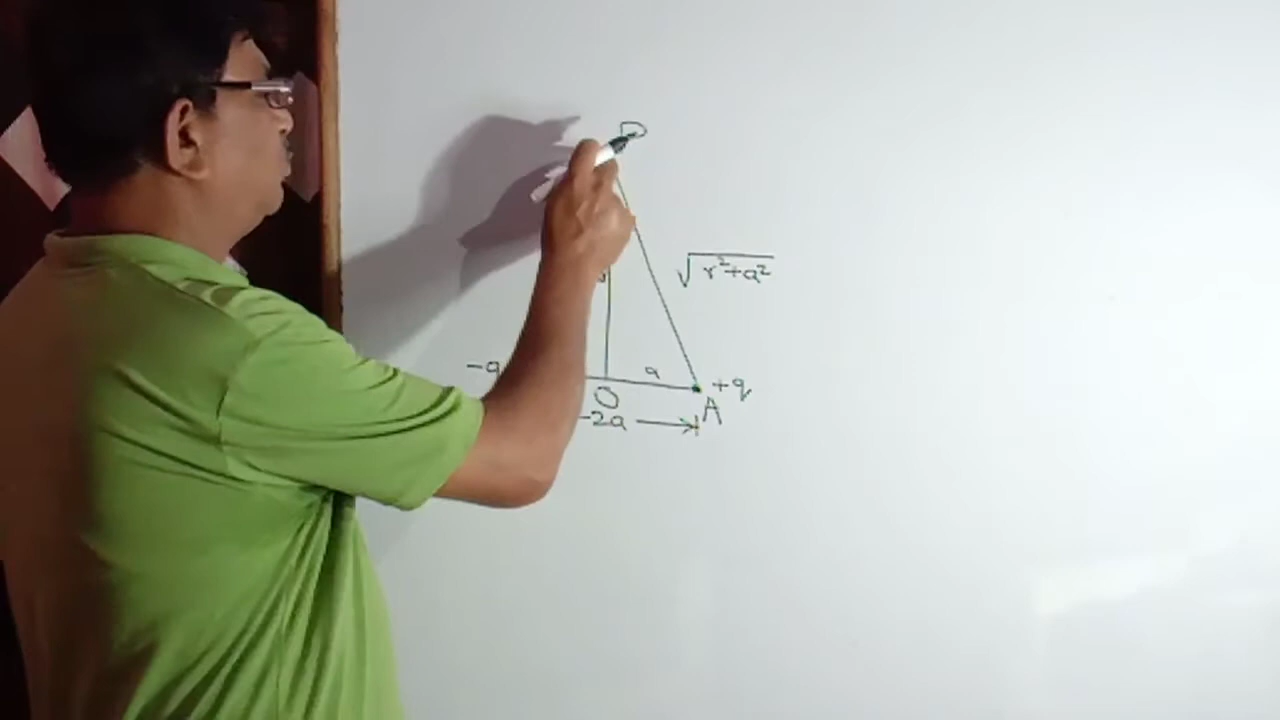 P
√r²+a²
-q
a
+q
O
A
-2a